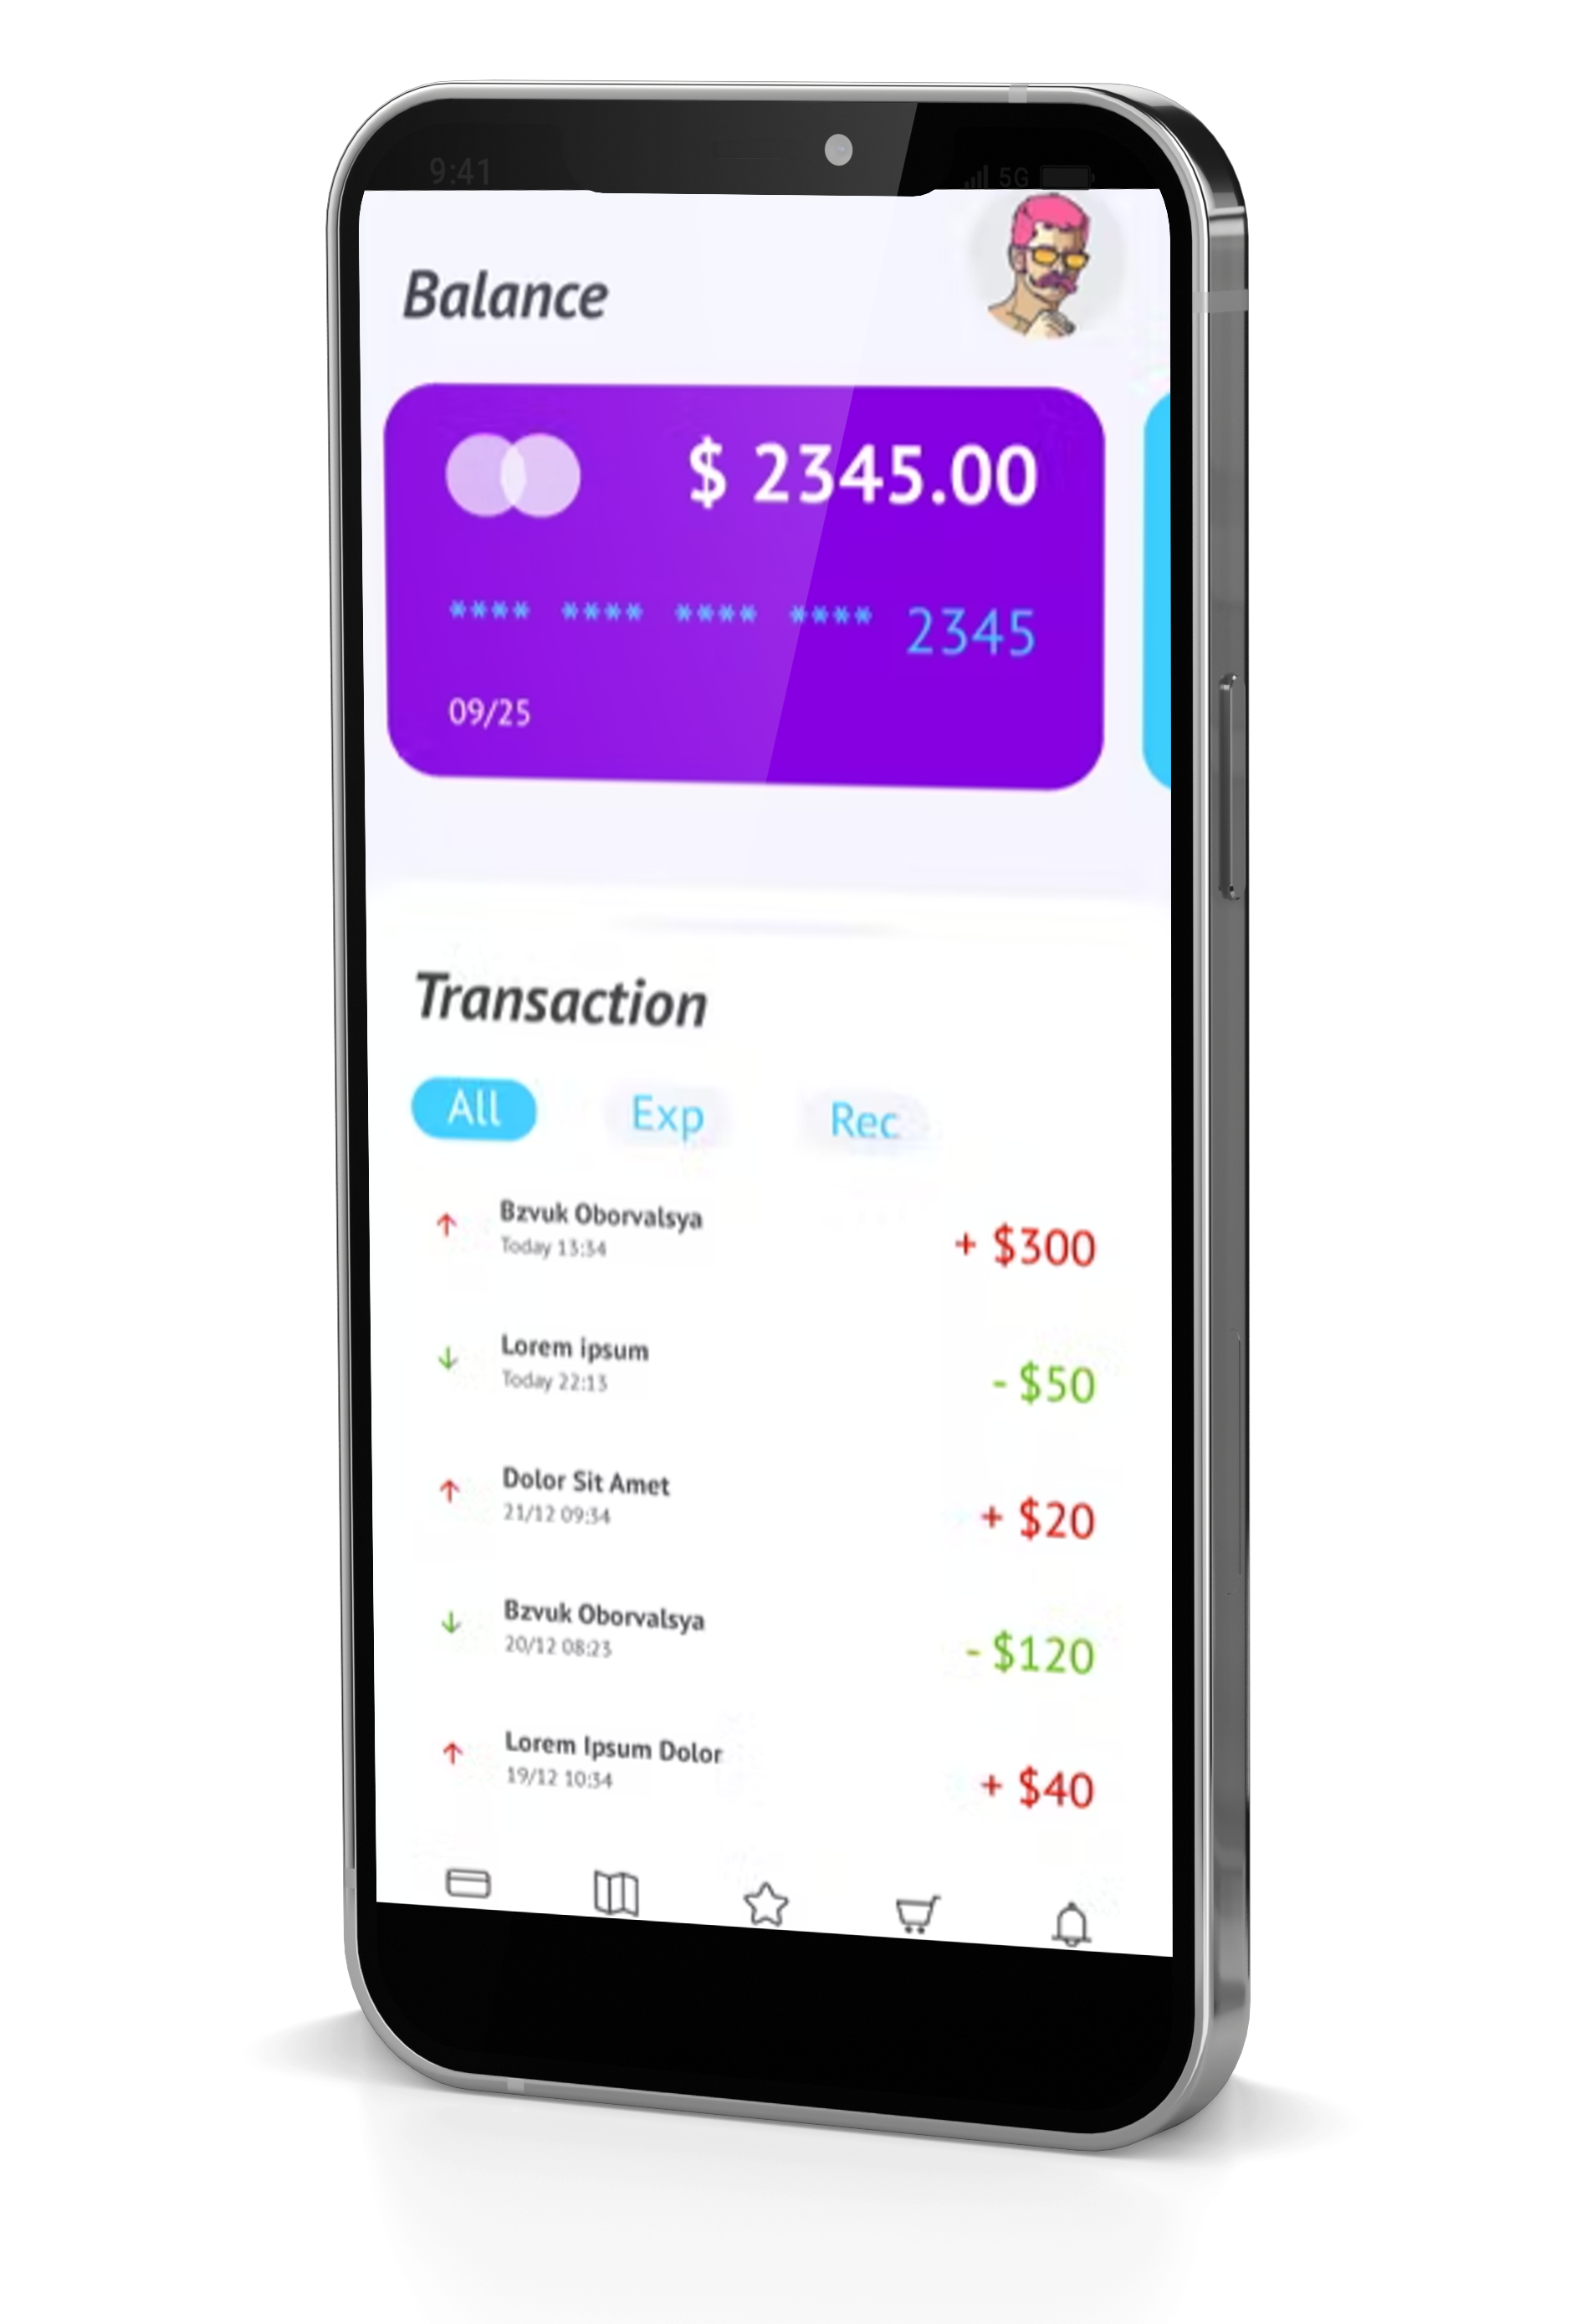 9:41
5G
Balance
$ 2345.00
**** **** **** **** 2345
09/25
Transaction
All Exp Rec
Bzvuk Oborvalsya
Today 13:34
+ $300
Lorem ipsum
Today 22:13
- $50
Dolor Sit Amet
21/12 09:34
+ $20
Bzvuk Oborvalsya
20/12 08:23
- $120
Lorem Ipsum Dolor
19/12 10:34
+ $40